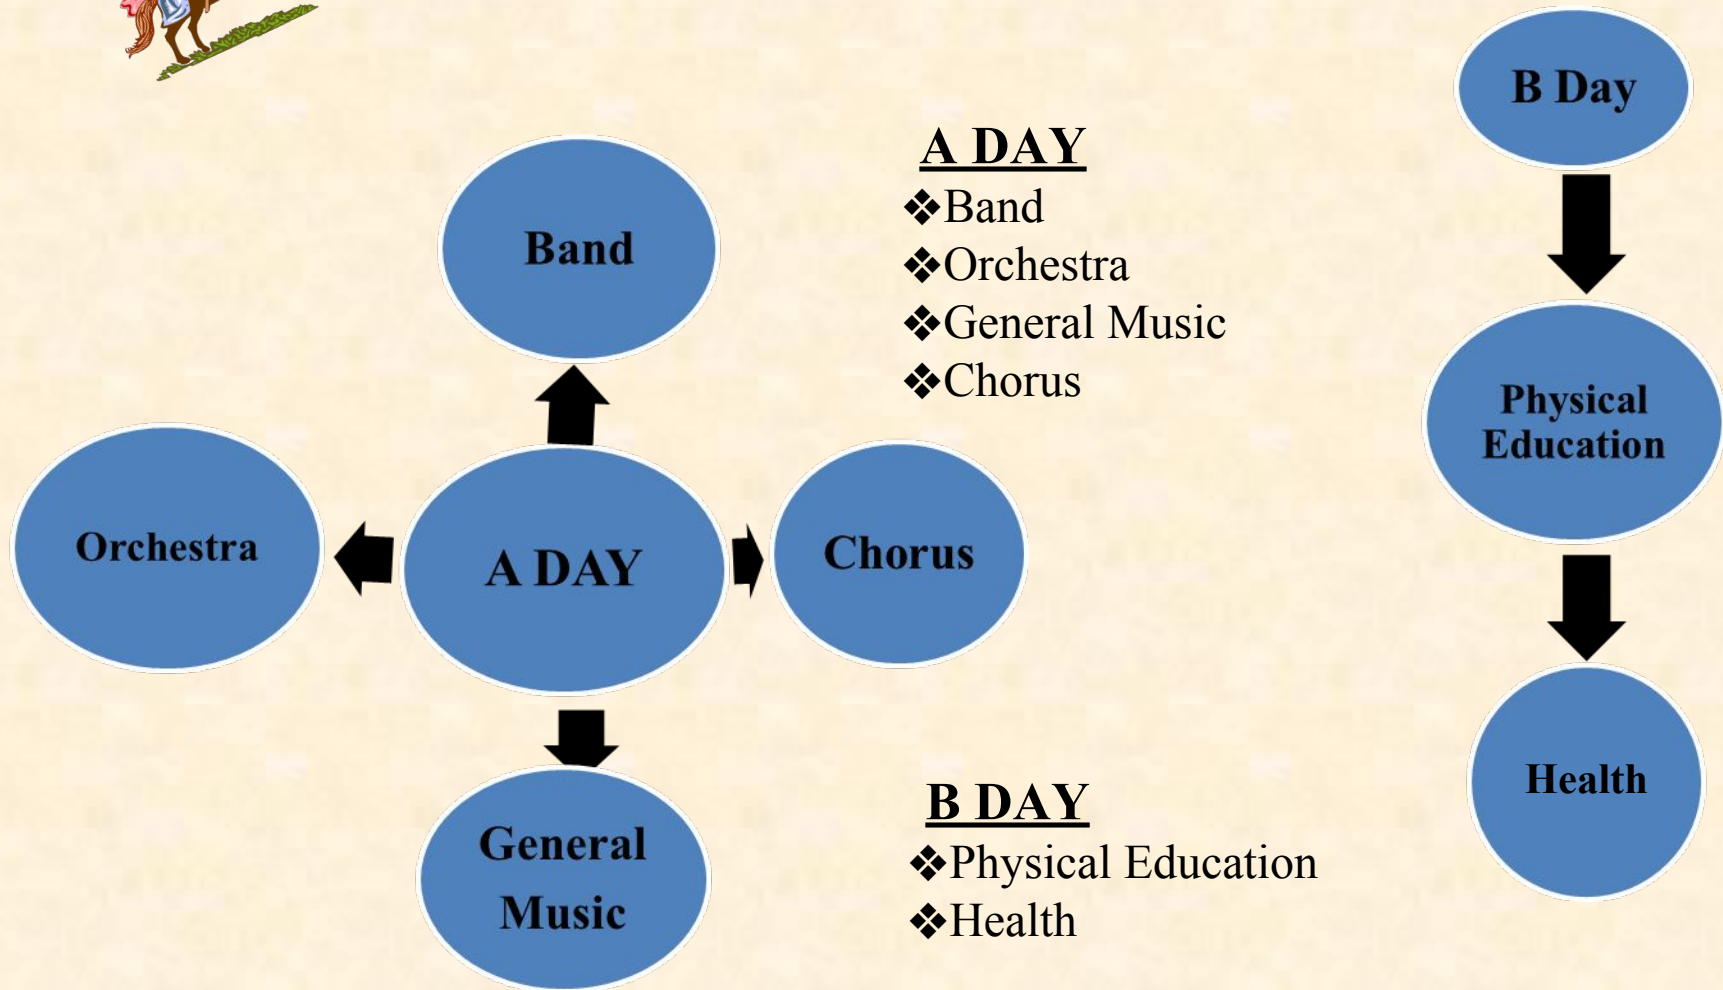 Band
Orchestra
A DAY
Chorus
General
Music
A DAY
❖Band
❖Orchestra
❖General Music
❖Chorus
B DAY
❖Physical Education
❖Health
B Day
Physical
Education
Health